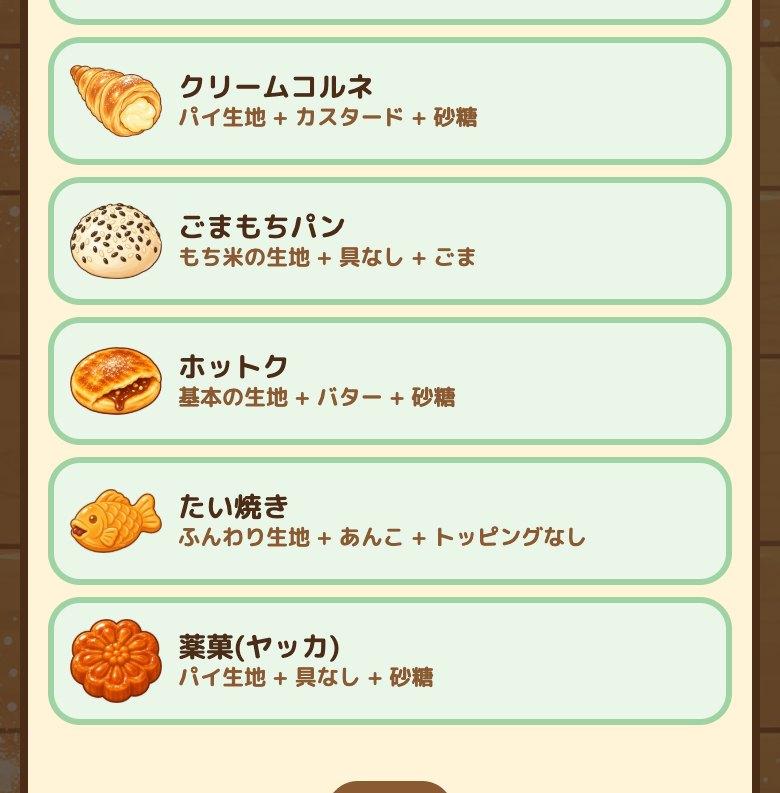 クリームコルネ
パイ生地 + カスタード + 砂糖
ごまもちパン
もち米の生地 + 具なし + ごま
ホットク
基本の生地 + バター + 砂糖
たい焼き
ふんわり生地 + あんこ + トッピングなし
薬菓(ヤッカ)
パイ生地 + 具なし + 砂糖